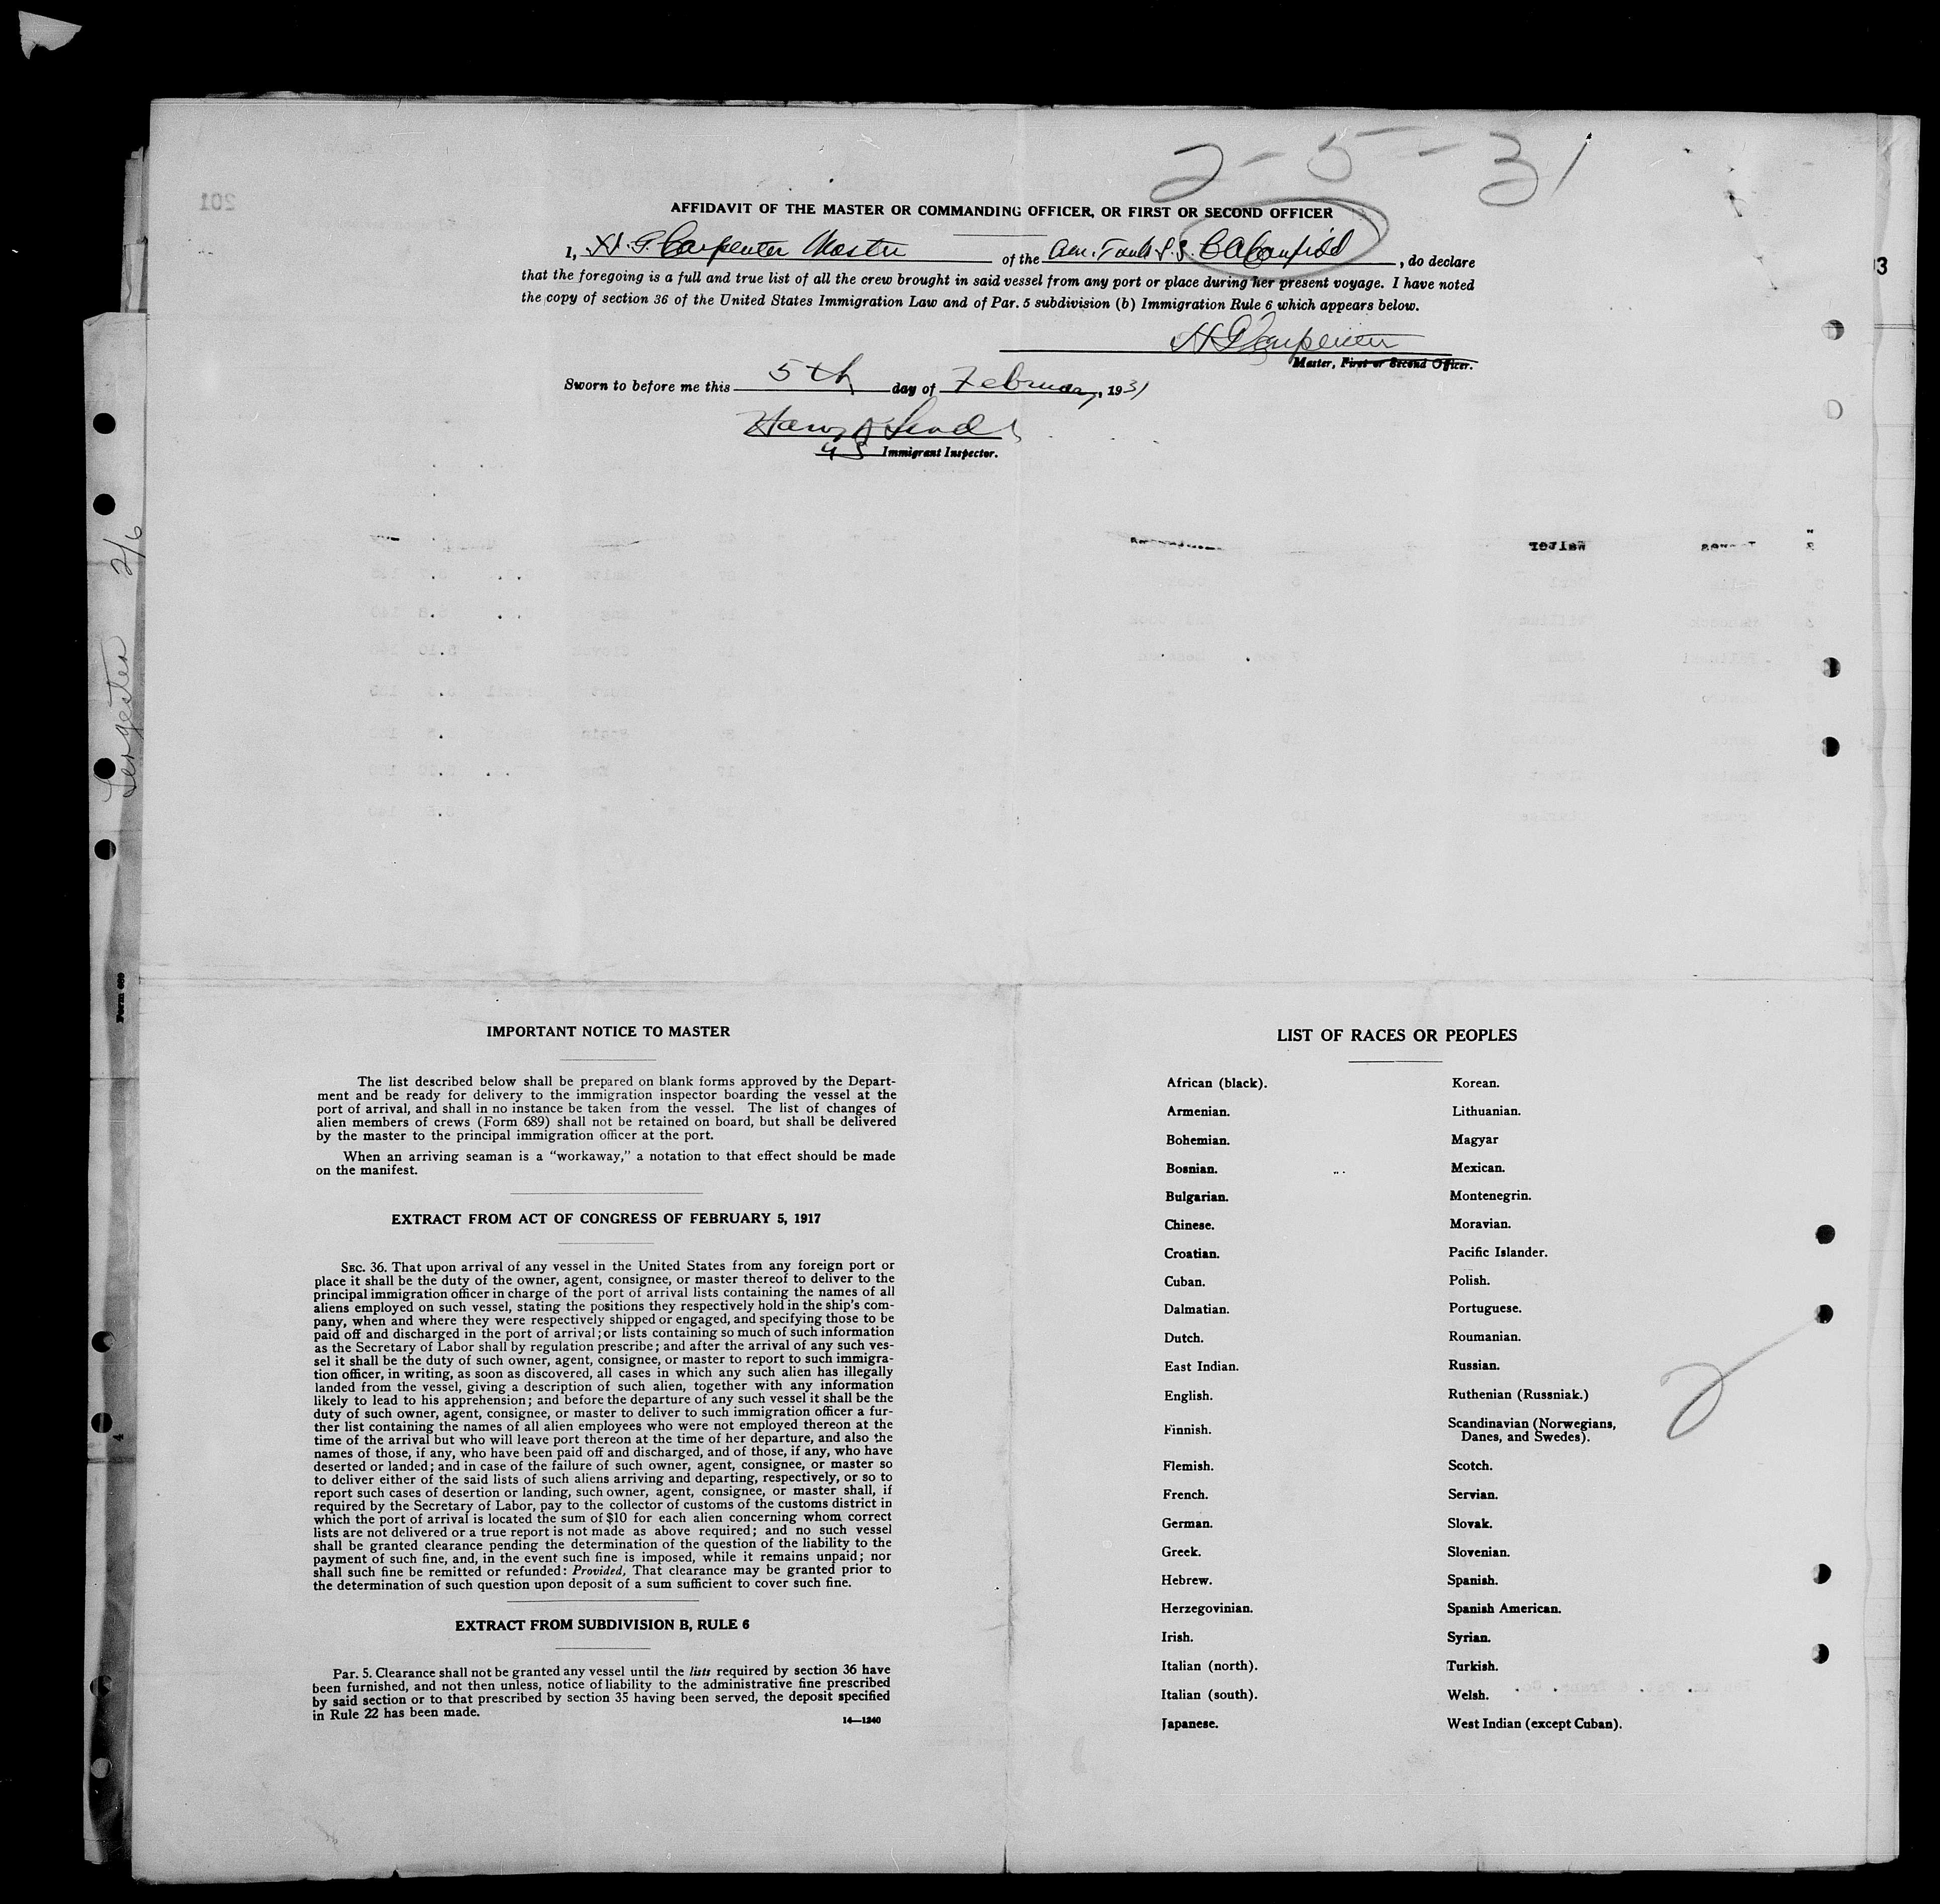 2-5-31
AFFIDAVIT OF THE MASTER OR COMMANDING OFFICER, OR FIRST OR SECOND OFFICER
I, H. G. Carpenter Master of the Am. Tank S.S. C A Canfield, do declare
that the foregoing is a full and true list of all the crew brought in said vessel from any port or place during her present voyage. I have noted
the copy of section 36 of the United States Immigration Law and of Par. 5 subdivision (b) Immigration Rule 6 which appears below.
H G Carpenter
Master, First or Second Officer.
Sworn to before me this 5th day of February, 1931
Immigrant Inspector.
2/6
Form 689
IMPORTANT NOTICE TO MASTER
The list described below shall be prepared on blank forms approved by the Depart-
ment and be ready for delivery to the immigration inspector boarding the vessel at the
port of arrival, and shall in no instance be taken from the vessel. The list of changes of
alien members of crews (Form 689) shall not be retained on board, but shall be delivered
by the master to the principal immigration officer at the port.
When an arriving seaman is a "workaway," a notation to that effect should be made
on the manifest.
EXTRACT FROM ACT OF CONGRESS OF FEBRUARY 5, 1917
SEC. 36. That upon arrival of any vessel in the United States from any foreign port or
place it shall be the duty of the owner, agent, consignee, or master thereof to deliver to the
principal immigration officer in charge of the port of arrival lists containing the names of all
aliens employed on such vessel, stating the positions they respectively hold in the ship's com-
pany, when and where they were respectively shipped or engaged, and specifying those to be
paid off and discharged in the port of arrival; or lists containing so much of such information
as the Secretary of Labor shall by regulation prescribe; and after the arrival of any such ves-
sel it shall be the duty of such owner, agent, consignee, or master to report to such immigra-
tion officer, in writing, as soon as discovered, all cases in which any such alien has illegally
landed from the vessel, giving a description of such alien, together with any information
likely to lead to his apprehension; and before the departure of any such vessel it shall be the
duty of such owner, agent, consignee, or master to deliver to such immigration officer a fur-
ther list containing the names of all alien employees who were not employed thereon at the
time of the arrival but who will leave port thereon at the time of her departure, and also the
names of those, if any, who have been paid off and discharged, and of those, if any, who have
deserted or landed; and in case of the failure of such owner, agent, consignee, or master so
to deliver either of the said lists of such aliens arriving and departing, respectively, or so to
report such cases of desertion or landing, such owner, agent, consignee, or master shall, if
required by the Secretary of Labor, pay to the collector of customs of the customs district in
which the port of arrival is located the sum of $10 for each alien concerning whom correct
lists are not delivered or a true report is not made as above required; and no such vessel
shall be granted clearance pending the determination of the question of the liability to the
payment of such fine, and, in the event such fine is imposed, while it remains unpaid; nor
shall such fine be remitted or refunded: Provided, That clearance may be granted prior to
the determination of such question upon deposit of a sum sufficient to cover such fine.
EXTRACT FROM SUBDIVISION B, RULE 6
Par. 5. Clearance shall not be granted any vessel until the lists required by section 36 have
been furnished, and not then unless, notice of liability to the administrative fine prescribed
by said section or to that prescribed by section 35 having been served, the deposit specified
in Rule 22 has been made.
14—1240
LIST OF RACES OR PEOPLES
African (black).
Armenian.
Bohemian.
Bosnian.
Bulgarian.
Chinese.
Croatian.
Cuban.
Dalmatian.
Dutch.
East Indian.
English.
Finnish.
Flemish.
French.
German.
Greek.
Hebrew.
Herzegovinian.
Irish.
Italian (north).
Italian (south).
Japanese.
Korean.
Lithuanian.
Magyar
Mexican.
Montenegrin.
Moravian.
Pacific Islander.
Polish.
Portuguese.
Roumanian.
Russian.
Ruthenian (Russniak.)
Scandinavian (Norwegians,
Danes, and Swedes).
Scotch.
Servian.
Slovak.
Slovenian.
Spanish.
Spanish American.
Syrian.
Turkish.
Welsh.
West Indian (except Cuban).
2